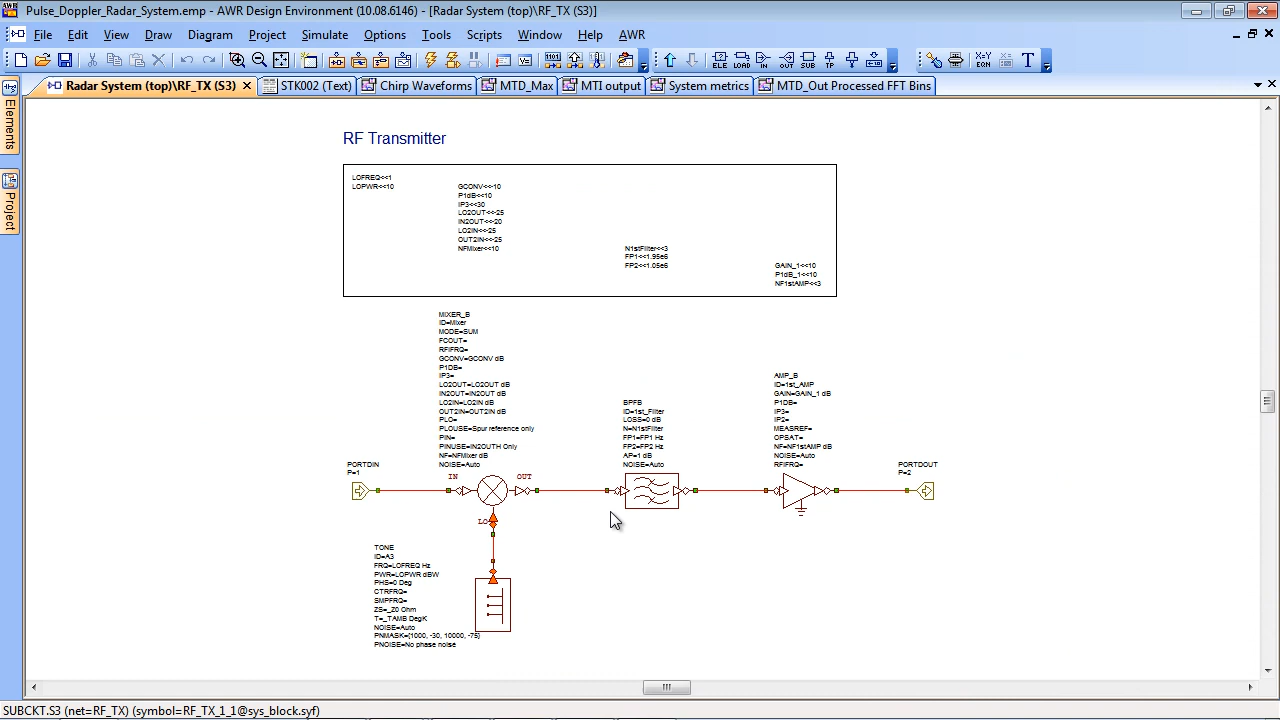 Pulse_Doppler_Radar_System.emp - AWR Design Environment (10.08.6146) - [Radar System (top)\RF_TX (S3)]
File Edit View Draw Diagram Project Simulate Options Tools Scripts Window Help AWR
Radar System (top)\RF_TX (S3) STK002 (Text) Chirp Waveforms MTD_Max MTI output System metrics MTD_Out Processed FFT Bins
Elements
Project
RF Transmitter
LOFREQ<<1
LOPWR<<10
GCONV<<-10
P1dB<<10
IP3<<30
LO2OUT<<-25
IN2OUT<<-20
LO2IN<<-25
OUT2IN<<-25
NFMixer<<10
N1stFilter<<3
FP1<<1.95e6
FP2<<1.05e6
GAIN_1<<10
P1dB_1<<10
NF1stAMP<<3
MIXER_B
ID=Mixer
MODE=SUM
FCOUT=
RFIFRQ=
GCONV=GCONV dB
P1DB=
IP3=
LO2OUT=LO2OUT dB
IN2OUT=IN2OUT dB
LO2IN=LO2IN dB
OUT2IN=OUT2IN dB
PLO=
PLOUSE=Spur reference only
PIN=
PINUSE=IN2OUTH Only
NF=NFMixer dB
NOISE=Auto
BPFB
ID=1st_Filter
LOSS=0 dB
N=N1stFilter
FP1=FP1 Hz
FP2=FP2 Hz
AP=1 dB
NOISE=Auto
AMP_B
ID=1st_AMP
GAIN=GAIN_1 dB
P1DB=
IP3=
IP2=
MEASREF=
OPSAT=
NF=NF1stAMP dB
NOISE=Auto
RFIFRQ=
PORTDIN
P=1
IN
OUT
LO
PORTDOUT
P=2
TONE
ID=A3
FRQ=LOFREQ Hz
PWR=LOPWR dBW
PHS=0 Deg
CTRFRQ=
SMPFRQ=
ZS=_Z0 Ohm
T=_TAMB DegK
NOISE=Auto
PNMASK={1000, -30, 10000, -75}
PNOISE=No phase noise
SUBCKT.S3 (net=RF_TX) (symbol=RF_TX_1_1@sys_block.syf)